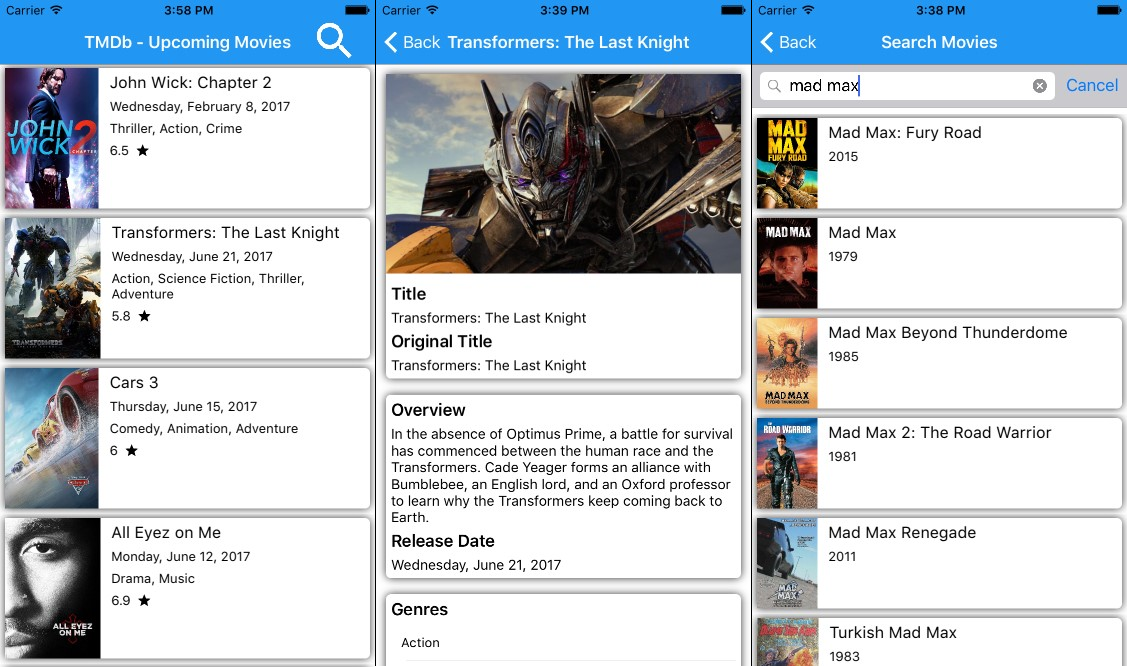 Carrier 3:58 PM
TMDb - Upcoming Movies
JOHN
WICK 2
CHAPTER
John Wick: Chapter 2
Wednesday, February 8, 2017
Thriller, Action, Crime
6.5 ★
TRANSFORMERS
Transformers: The Last Knight
Wednesday, June 21, 2017
Action, Science Fiction, Thriller,
Adventure
5.8 ★
Cars 3
Thursday, June 15, 2017
Comedy, Animation, Adventure
6 ★
ALL EYEZ
ON ME
All Eyez on Me
Monday, June 12, 2017
Drama, Music
6.9 ★
Carrier 3:39 PM
Back Transformers: The Last Knight
Title
Transformers: The Last Knight
Original Title
Transformers: The Last Knight
Overview
In the absence of Optimus Prime, a battle for survival
has commenced between the human race and the
Transformers. Cade Yeager forms an alliance with
Bumblebee, an English lord, and an Oxford professor
to learn why the Transformers keep coming back to
Earth.
Release Date
Wednesday, June 21, 2017
Genres
Action
Carrier 3:38 PM
Back Search Movies
mad max Cancel
MAD
MAX
FURY ROAD
Mad Max: Fury Road
2015
MAD MAX
Mad Max
1979
MAD MAX
BEYOND THUNDERDOME
Mad Max Beyond Thunderdome
1985
ROAD WARRIOR
Mad Max 2: The Road Warrior
1981
MAD
MAX
Mad Max Renegade
2011
Turkish Mad Max
1983